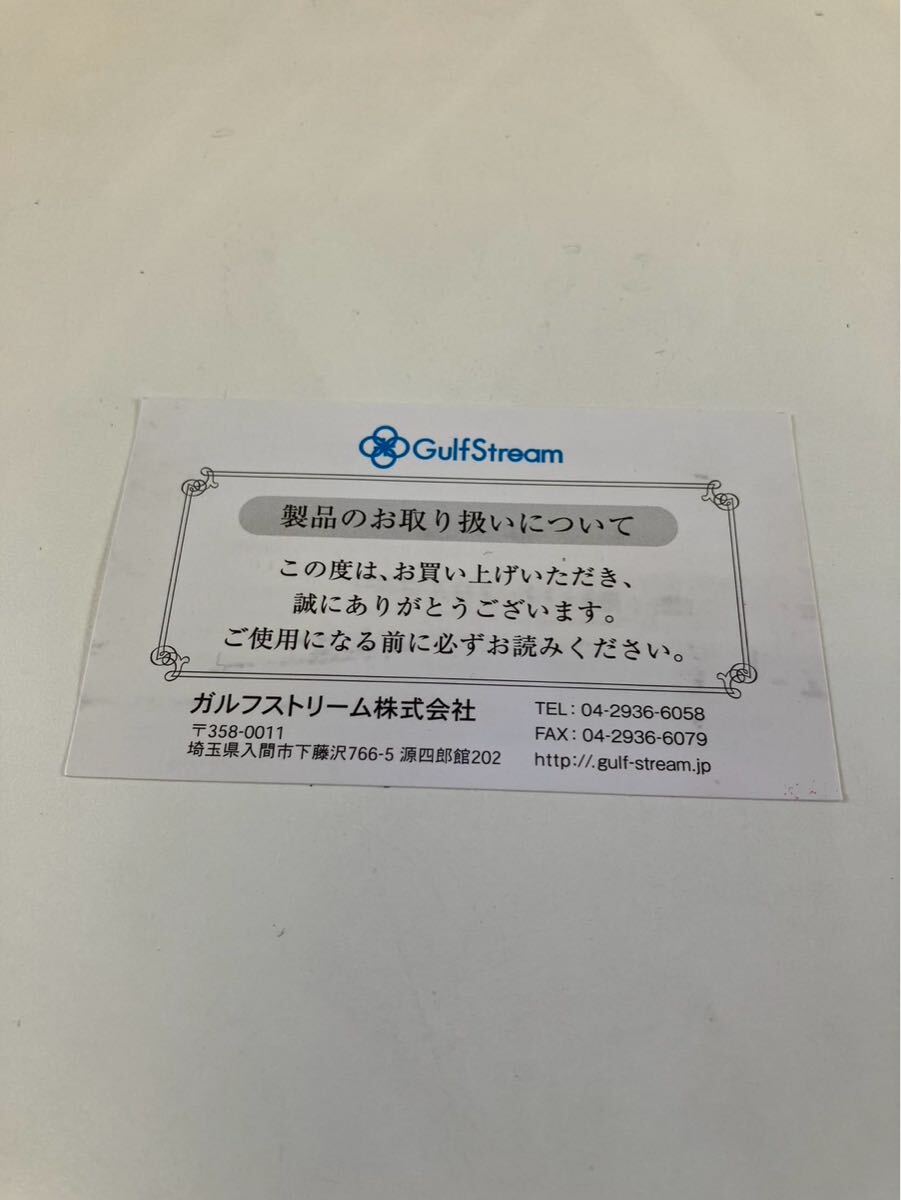 GulfStream
製品のお取り扱いについて
この度は、お買い上げいただき、
誠にありがとうございます。
ご使用になる前に必ずお読みください。
ガルフストリーム株式会社
〒358-0011
埼玉県入間市下藤沢766-5 源四郎館202
TEL: 04-2936-6058
FAX: 04-2936-6079
http://.gulf-stream.jp